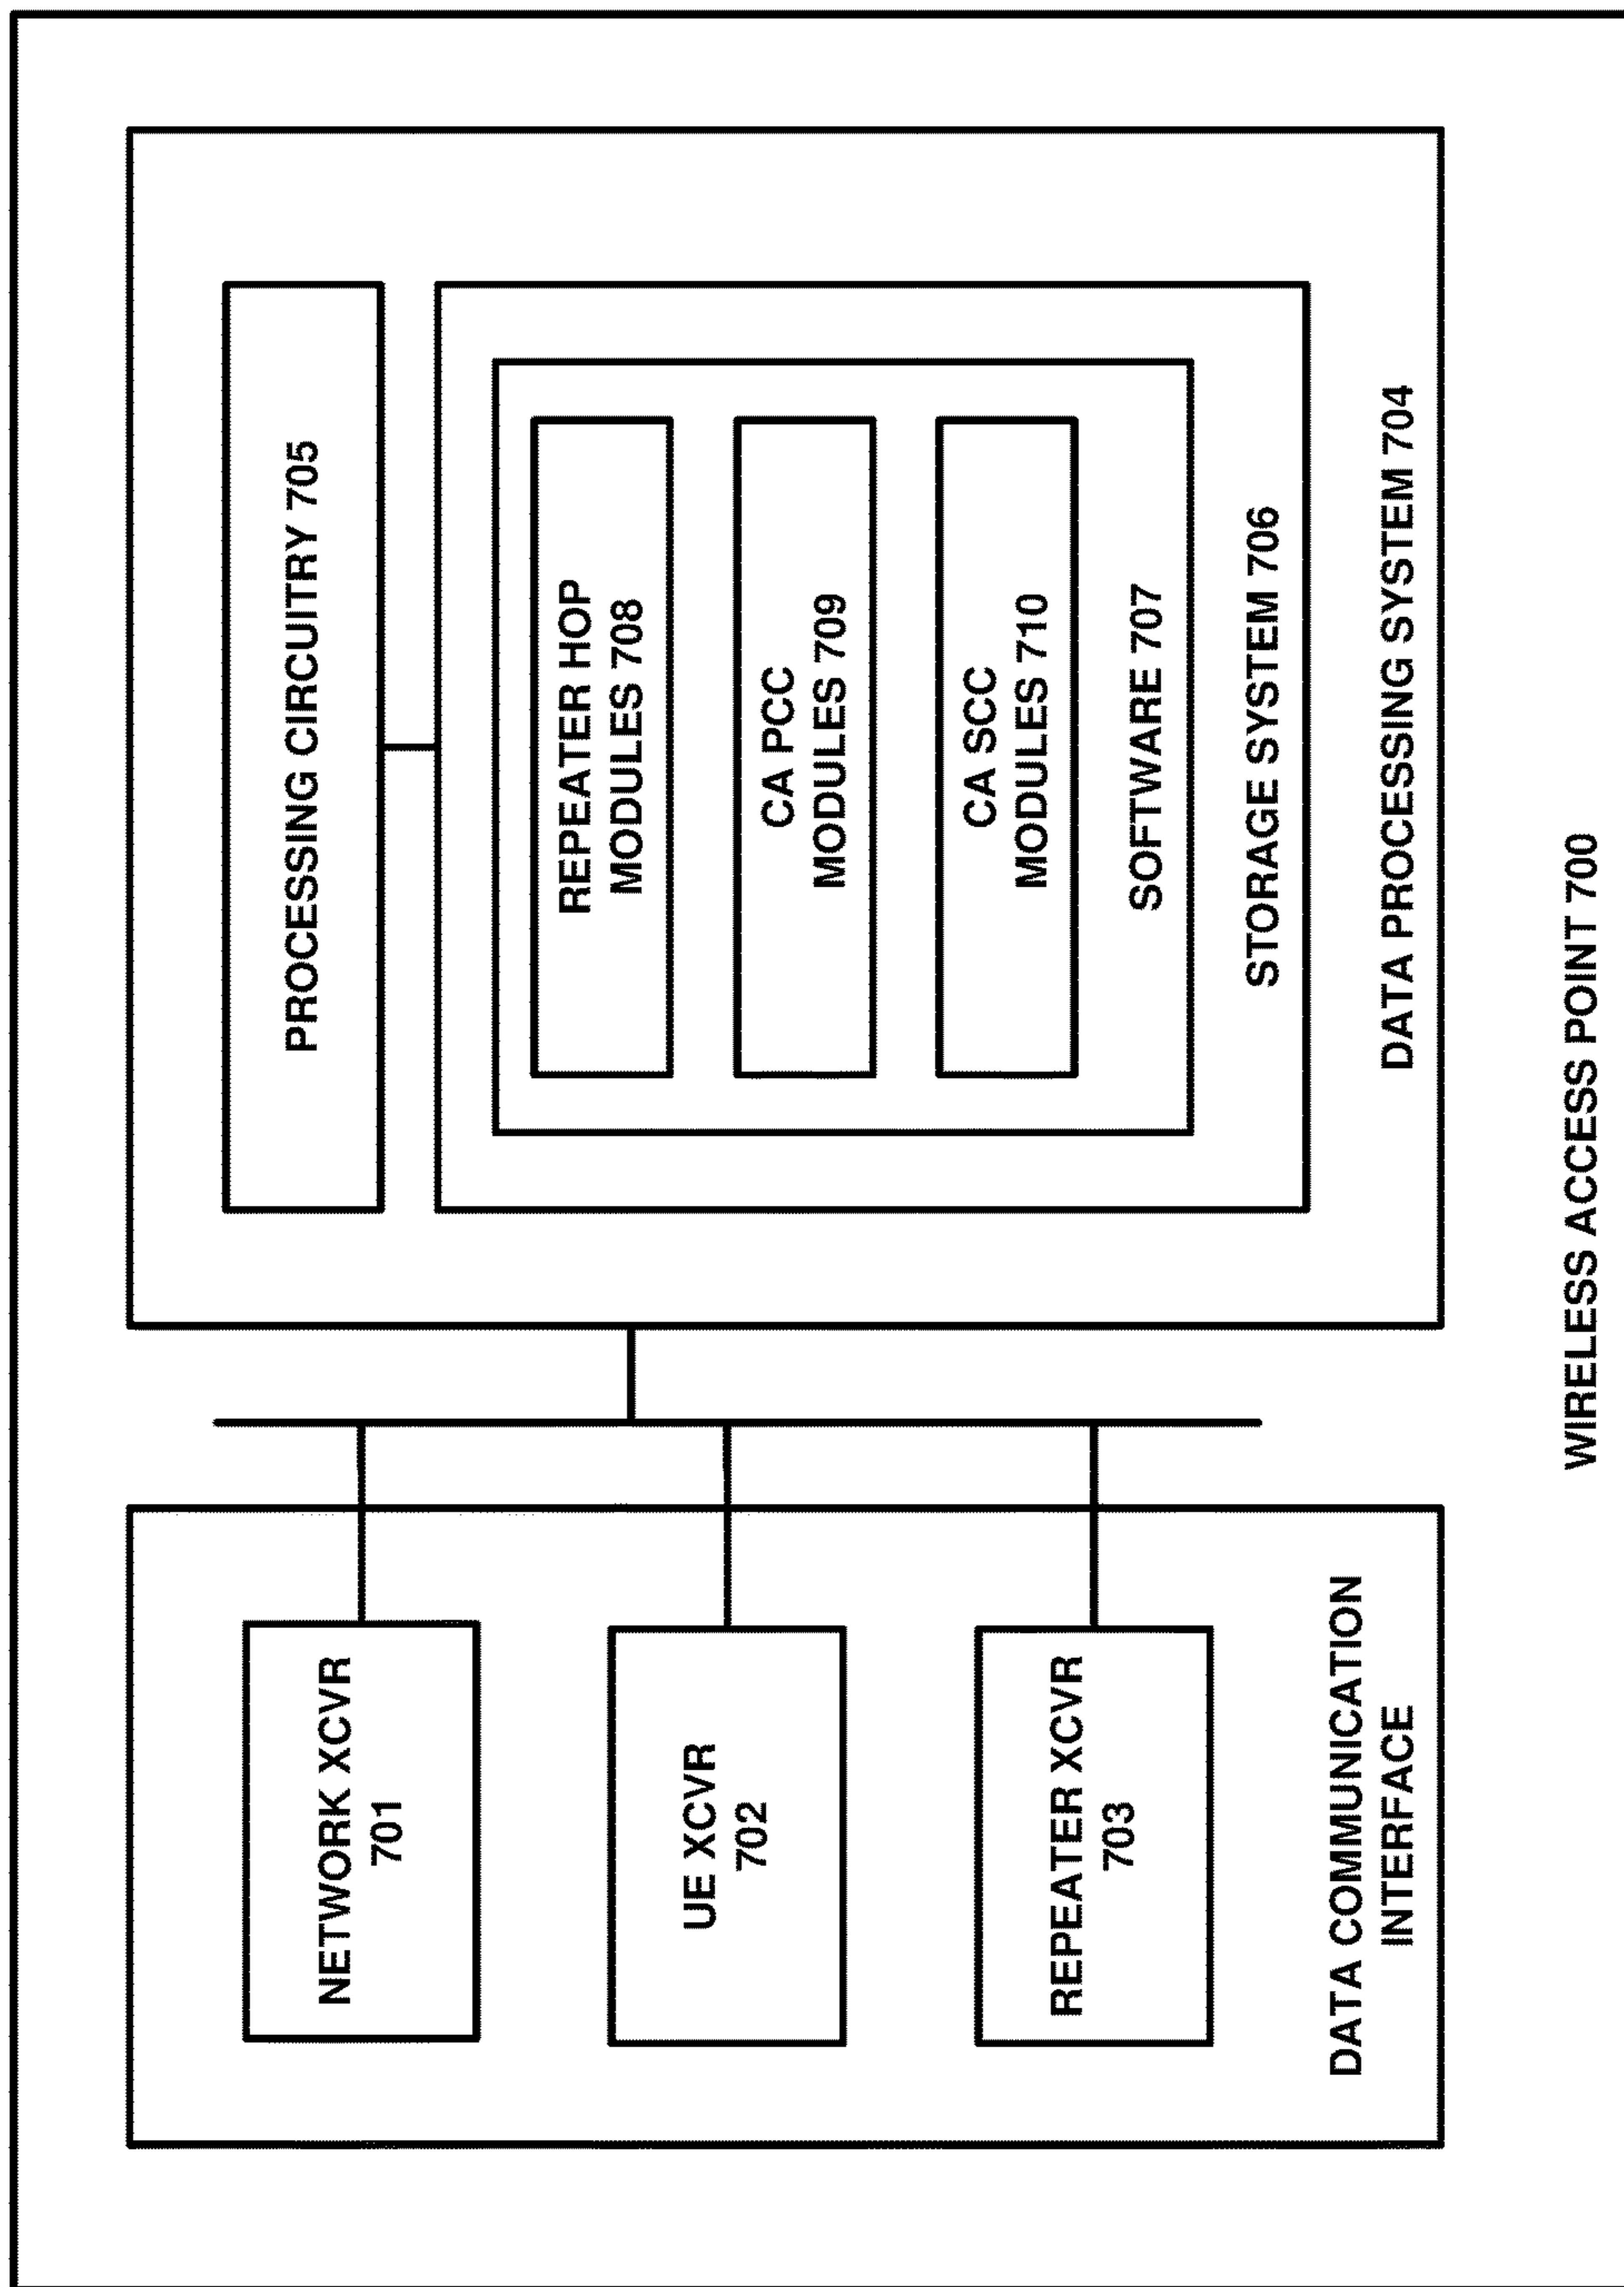 NETWORK XCVR
701
UE XCVR
702
REPEATER XCVR
703
DATA COMMUNICATION
INTERFACE
PROCESSING CIRCUITRY 705
REPEATER HOP
MODULES 708
CA PCC
MODULES 709
CA SCC
MODULES 710
SOFTWARE 707
STORAGE SYSTEM 706
DATA PROCESSING SYSTEM 704
WIRELESS ACCESS POINT 700